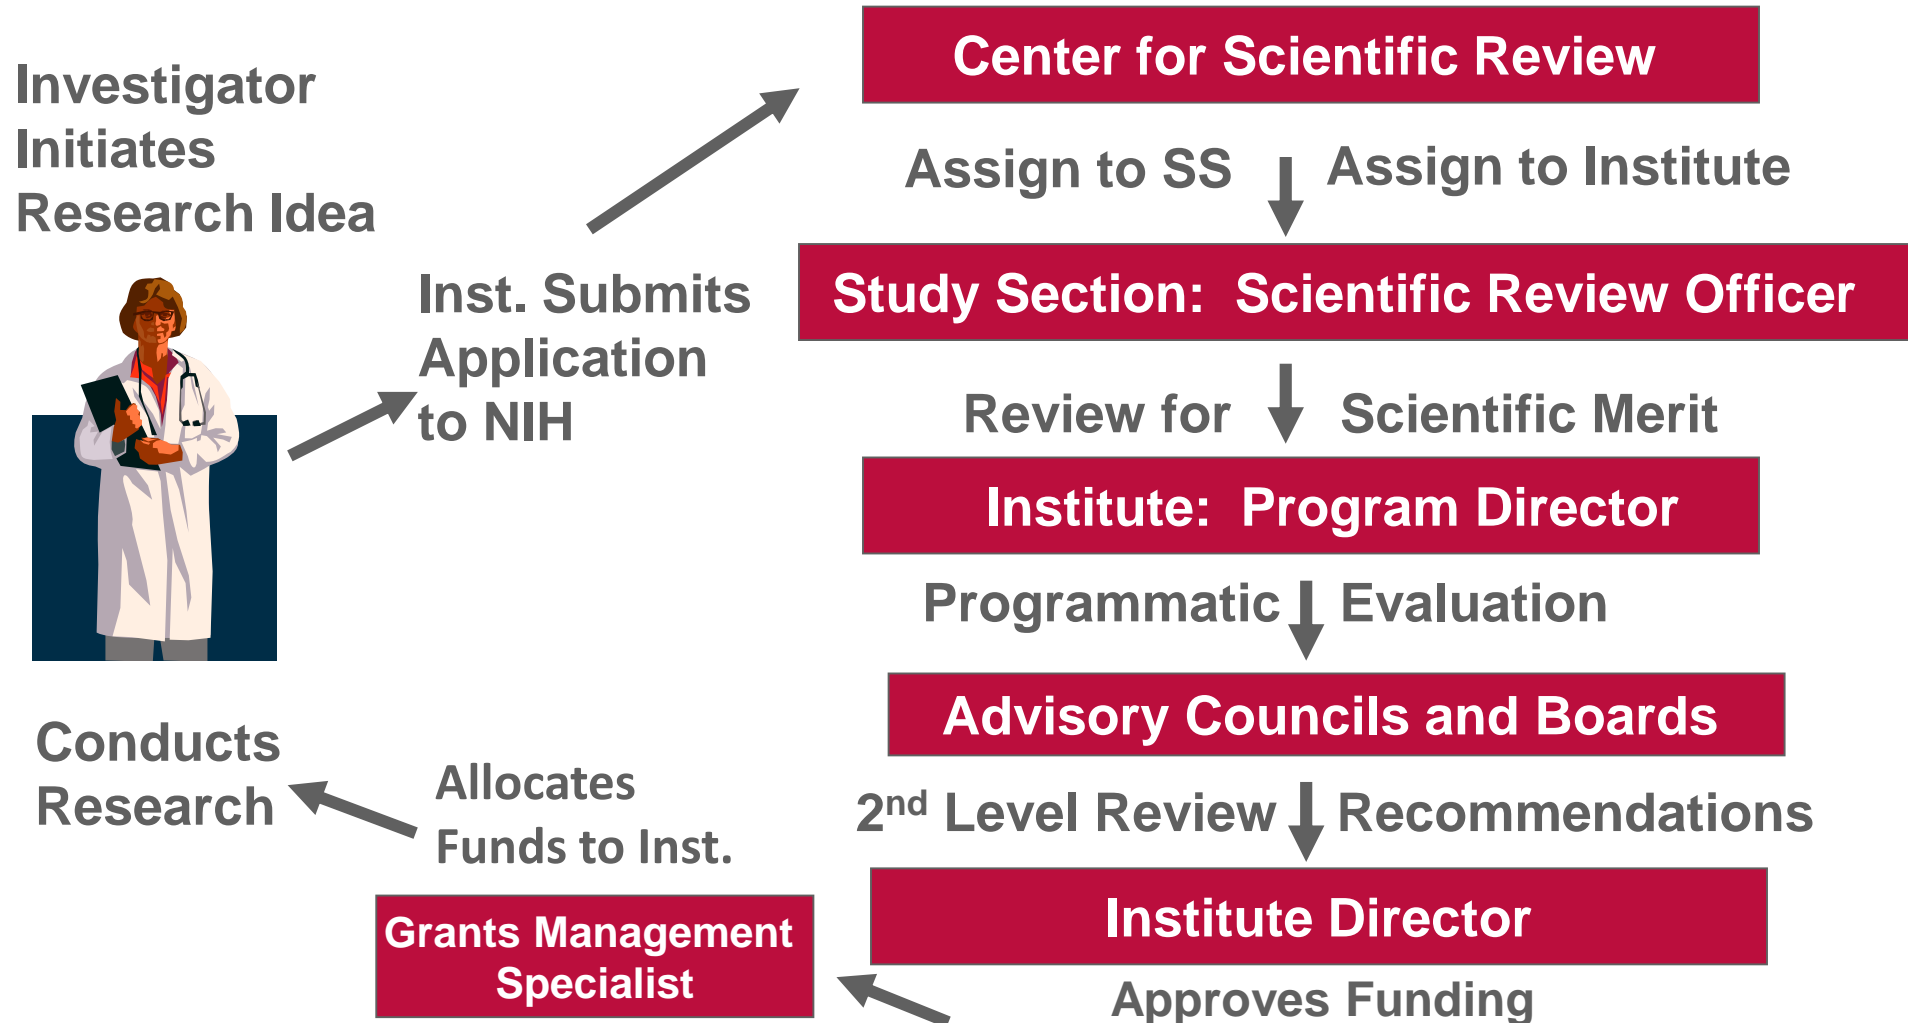 Investigator
Initiates
Research Idea
Inst. Submits
Application
to NIH
Center for Scientific Review
Assign to SS Assign to Institute
Study Section: Scientific Review Officer
Review for Scientific Merit
Institute: Program Director
Programmatic Evaluation
Advisory Councils and Boards
2nd Level Review Recommendations
Institute Director
Approves Funding
Grants Management
Specialist
Allocates
Funds to Inst.
Conducts
Research